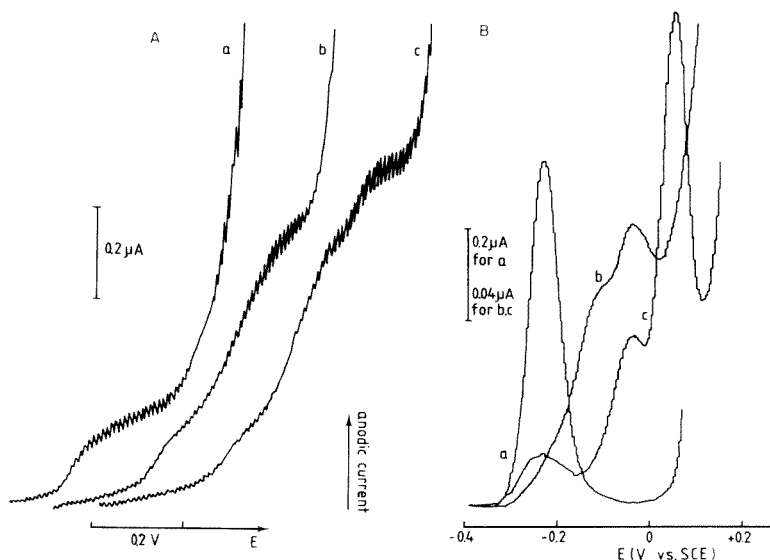 A
a
b
c
0.2 µA
0.2 V
E
anodic current
B
0.2µA
for a
0.04µA
for b.c
a
b
c
-0.4
-0.2
0
+0.2
E (V vs. SCE)